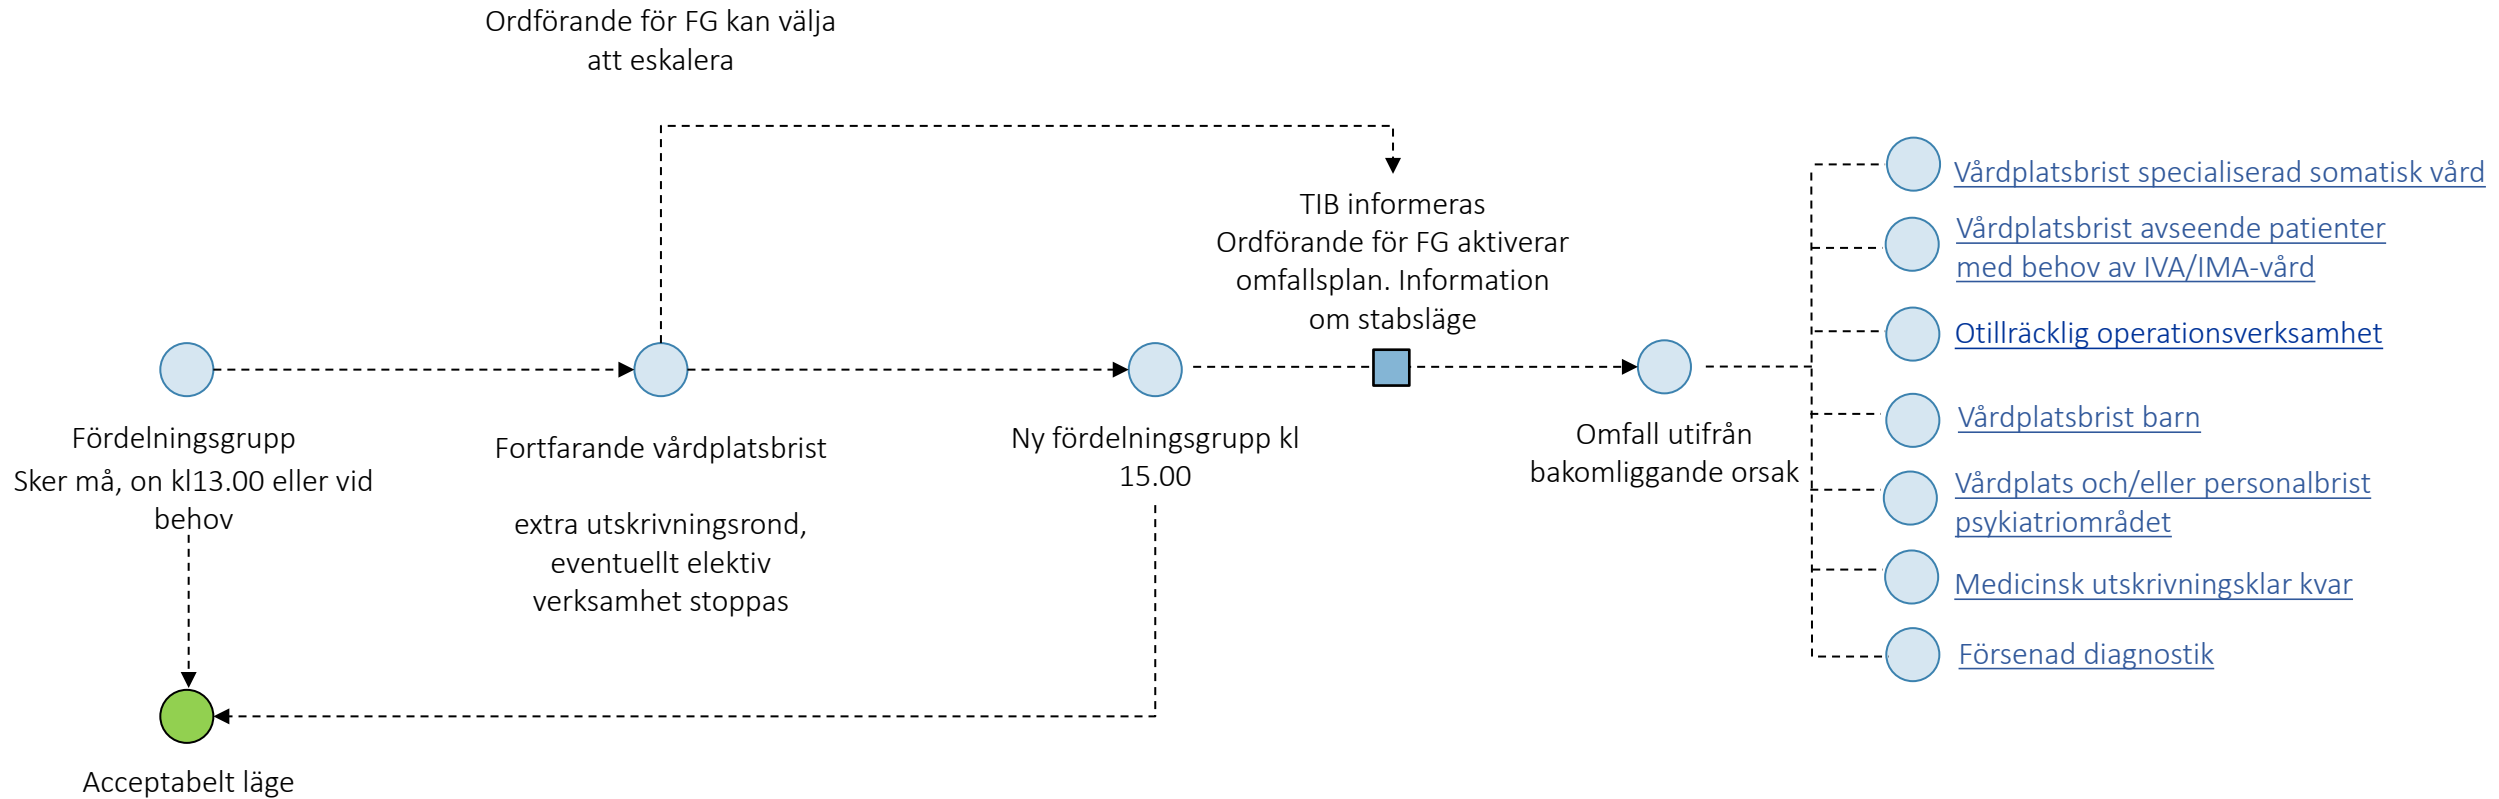 Ordförande för FG kan välja
att eskalera
TIB informeras
Ordförande för FG aktiverar
omfallsplan. Information
om stabsläge
Fördelningsgrupp
Sker må, on kl13.00 eller vid
behov
Fortfarande vårdplatsbrist
extra utskrivningsrond,
eventuellt elektiv
verksamhet stoppas
Ny fördelningsgrupp kl
15.00
Omfall utifrån
bakomliggande orsak
Vårdplatsbrist specialiserad somatisk vård
Vårdplatsbrist avseende patienter
med behov av IVA/IMA-vård
Otillräcklig operationsverksamhet
Vårdplatsbrist barn
Vårdplats och/eller personalbrist
psykiatriområdet
Medicinsk utskrivningsklar kvar
Försenad diagnostik
Acceptabelt läge